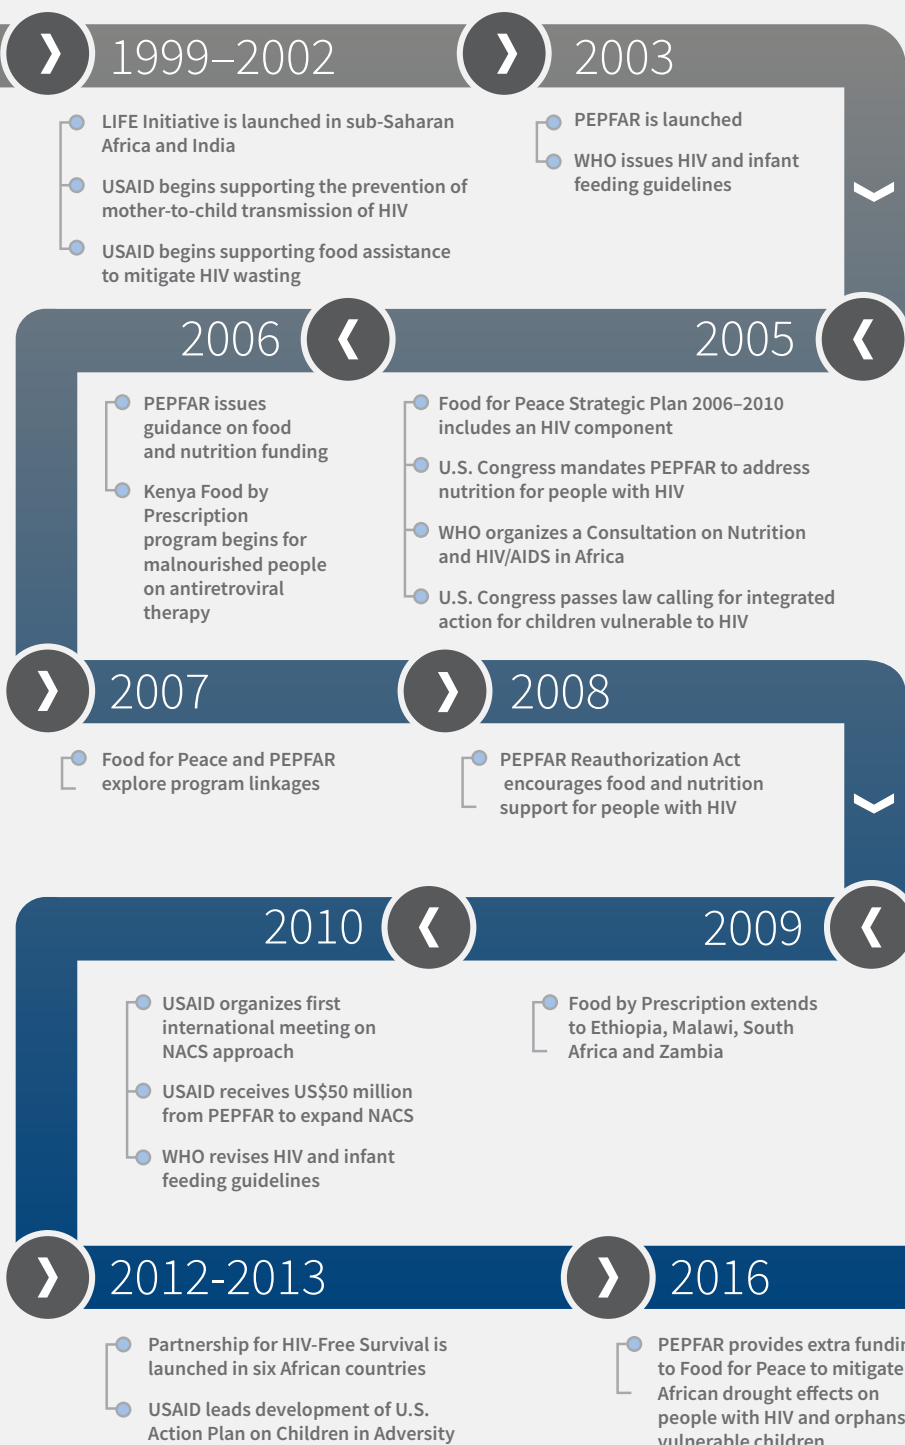 1999–2002
LIFE Initiative is launched in sub-Saharan
Africa and India
USAID begins supporting the prevention of
mother-to-child transmission of HIV
USAID begins supporting food assistance
to mitigate HIV wasting
2003
PEPFAR is launched
WHO issues HIV and infant
feeding guidelines
2005
Food for Peace Strategic Plan 2006–2010
includes an HIV component
U.S. Congress mandates PEPFAR to address
nutrition for people with HIV
WHO organizes a Consultation on Nutrition
and HIV/AIDS in Africa
U.S. Congress passes law calling for integrated
action for children vulnerable to HIV
2006
PEPFAR issues
guidance on food
and nutrition funding
Kenya Food by
Prescription
program begins for
malnourished people
on antiretroviral
therapy
2007
Food for Peace and PEPFAR
explore program linkages
2008
PEPFAR Reauthorization Act
encourages food and nutrition
support for people with HIV
2009
Food by Prescription extends
to Ethiopia, Malawi, South
Africa and Zambia
2010
USAID organizes first
international meeting on
NACS approach
USAID receives US$50 million
from PEPFAR to expand NACS
WHO revises HIV and infant
feeding guidelines
2012-2013
Partnership for HIV-Free Survival is
launched in six African countries
USAID leads development of U.S.
Action Plan on Children in Adversity
2016
PEPFAR provides extra
to Food for Peace to mitigate
African drought effects on
people with HIV and orphans
vulnerable children